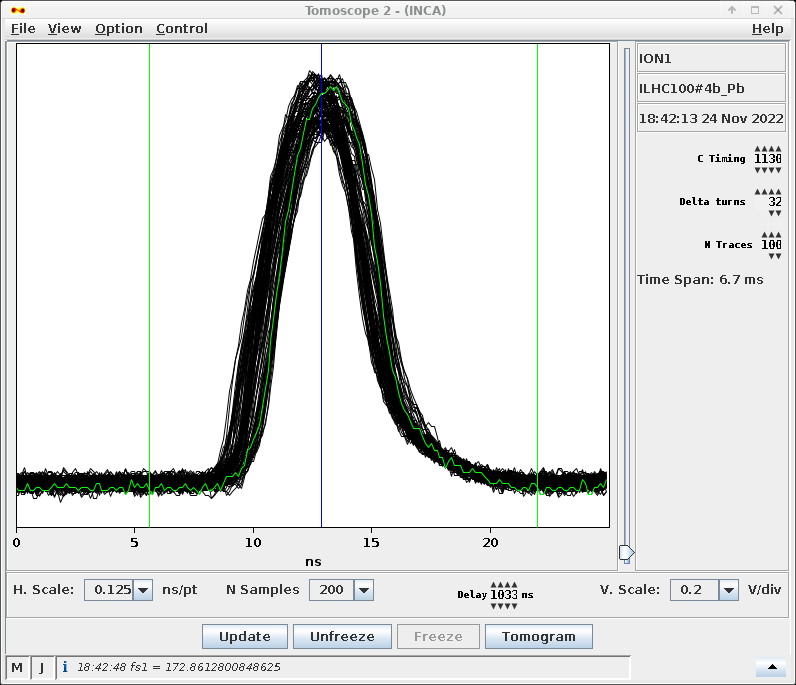 Tomoscope 2 - (INCA)
File View Option Control Help
ION1
ILHC100#4b_Pb
18:42:13 24 Nov 2022
C Timing 1130
Delta turns 32
N Traces 100
Time Span: 6.7 ms
0 5 10 15 20
ns
H. Scale: 0.125 ns/pt N Samples 200 Delay 1033 ns V. Scale: 0.2 V/div
Update Unfreeze Freeze Tomogram
M J i 18:42:48 fs1 = 172.8612800848625